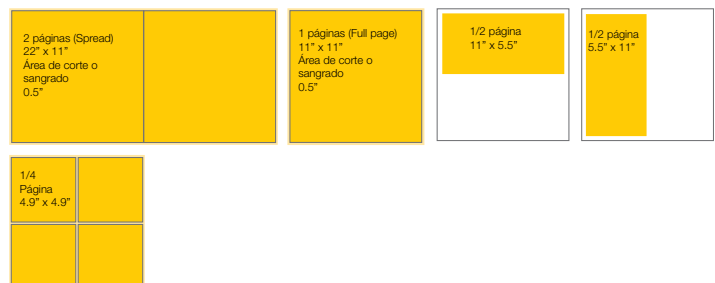 2 páginas (Spread)
22” x 11”
Área de corte o
sangrado
0.5”
1 páginas (Full page)
11” x 11”
Área de corte o
sangrado
0.5”
1/2 página
11” x 5.5”
1/2 página
5.5” x 11”
1/4
Página
4.9” x 4.9”